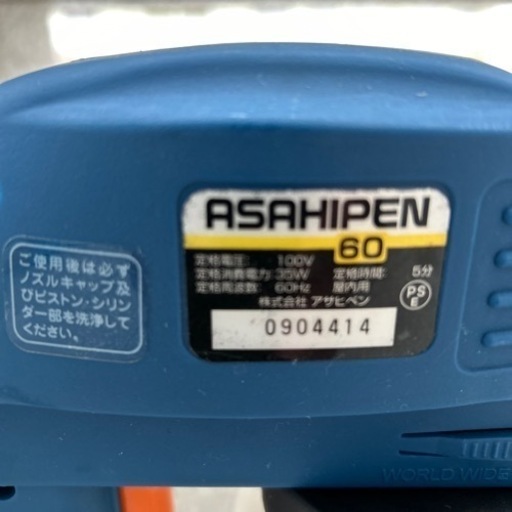 ASAHIPEN
60
定格電圧: 100V
定格消費電力: 35W 定格時間: 5分
定格周波数: 60Hz 屋内用
株式会社 アサヒペン
PS
E
0904414
ご使用後は必ず
ノズルキャップ及
びピストン・シリン
ダー部を洗浄して
ください。
WORLD WIDE